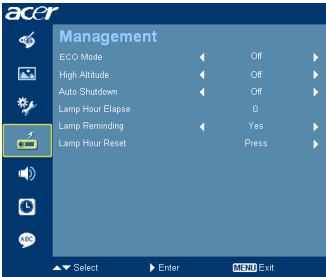 acer
Management
ECO Mode Off
High Altitude Off
Auto Shutdown Off
Lamp Hour Elapse 0
Lamp Reminding Yes
Lamp Hour Reset Press
ABC
Select Enter MENU Exit